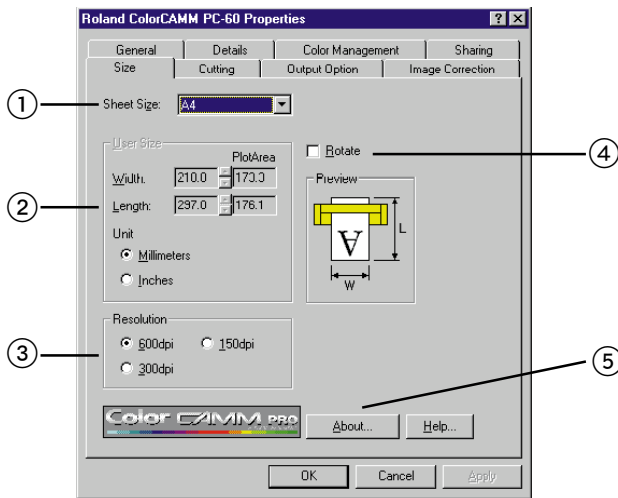 Roland ColorCAMM PC-60 Properties
General Details Color Management Sharing
Size Cutting Output Option Image Correction
① Sheet Size: A4
User Size
PlotArea
Width: 210.0 173.3
② Length: 297.0 176.1
Unit
Millimeters
Inches
Rotate ④
Preview
A
L
W
Resolution
③ 600dpi 150dpi
300dpi
⑤
Color CAMM PRO
About... Help...
OK Cancel Apply